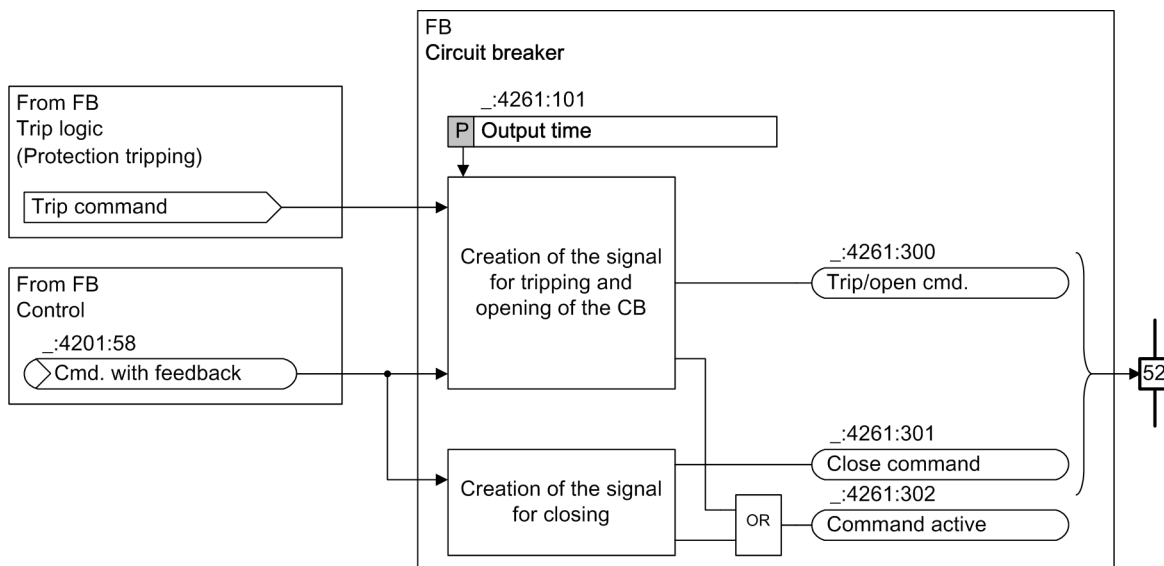 FB
Circuit breaker
From FB
Trip logic
(Protection tripping)
Trip command
_:4261:101
P Output time
Creation of the signal
for tripping and
opening of the CB
_:4261:300
Trip/open cmd.
From FB
Control
_:4201:58
Cmd. with feedback
52
_:4261:301
Close command
Creation of the signal
for closing
OR
_:4261:302
Command active